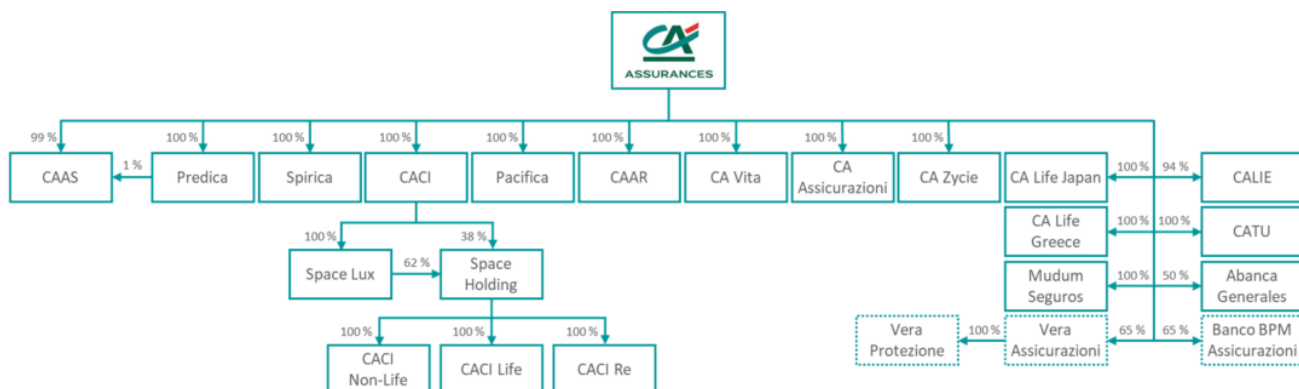 CA
ASSURANCES
99 %
100 %
100 %
100 %
100 %
100 %
100 %
100 %
100 %
CAAS
1 %
Predica
Spirica
CACI
Pacifica
CAAR
CA Vita
CA
Assicurazioni
CA Zycie
CA Life Japan
100 %
94 %
CALIE
CA Life
Greece
100 %
100 %
CATU
100 %
38 %
Space Lux
62 %
Space
Holding
Mudum
Seguros
100 %
50 %
Abanca
Generales
100 %
100 %
100 %
CACI
Non-Life
CACI Life
CACI Re
Vera
Protezione
100 %
Vera
Assicurazioni
65 %
65 %
Banco BPM
Assicurazioni